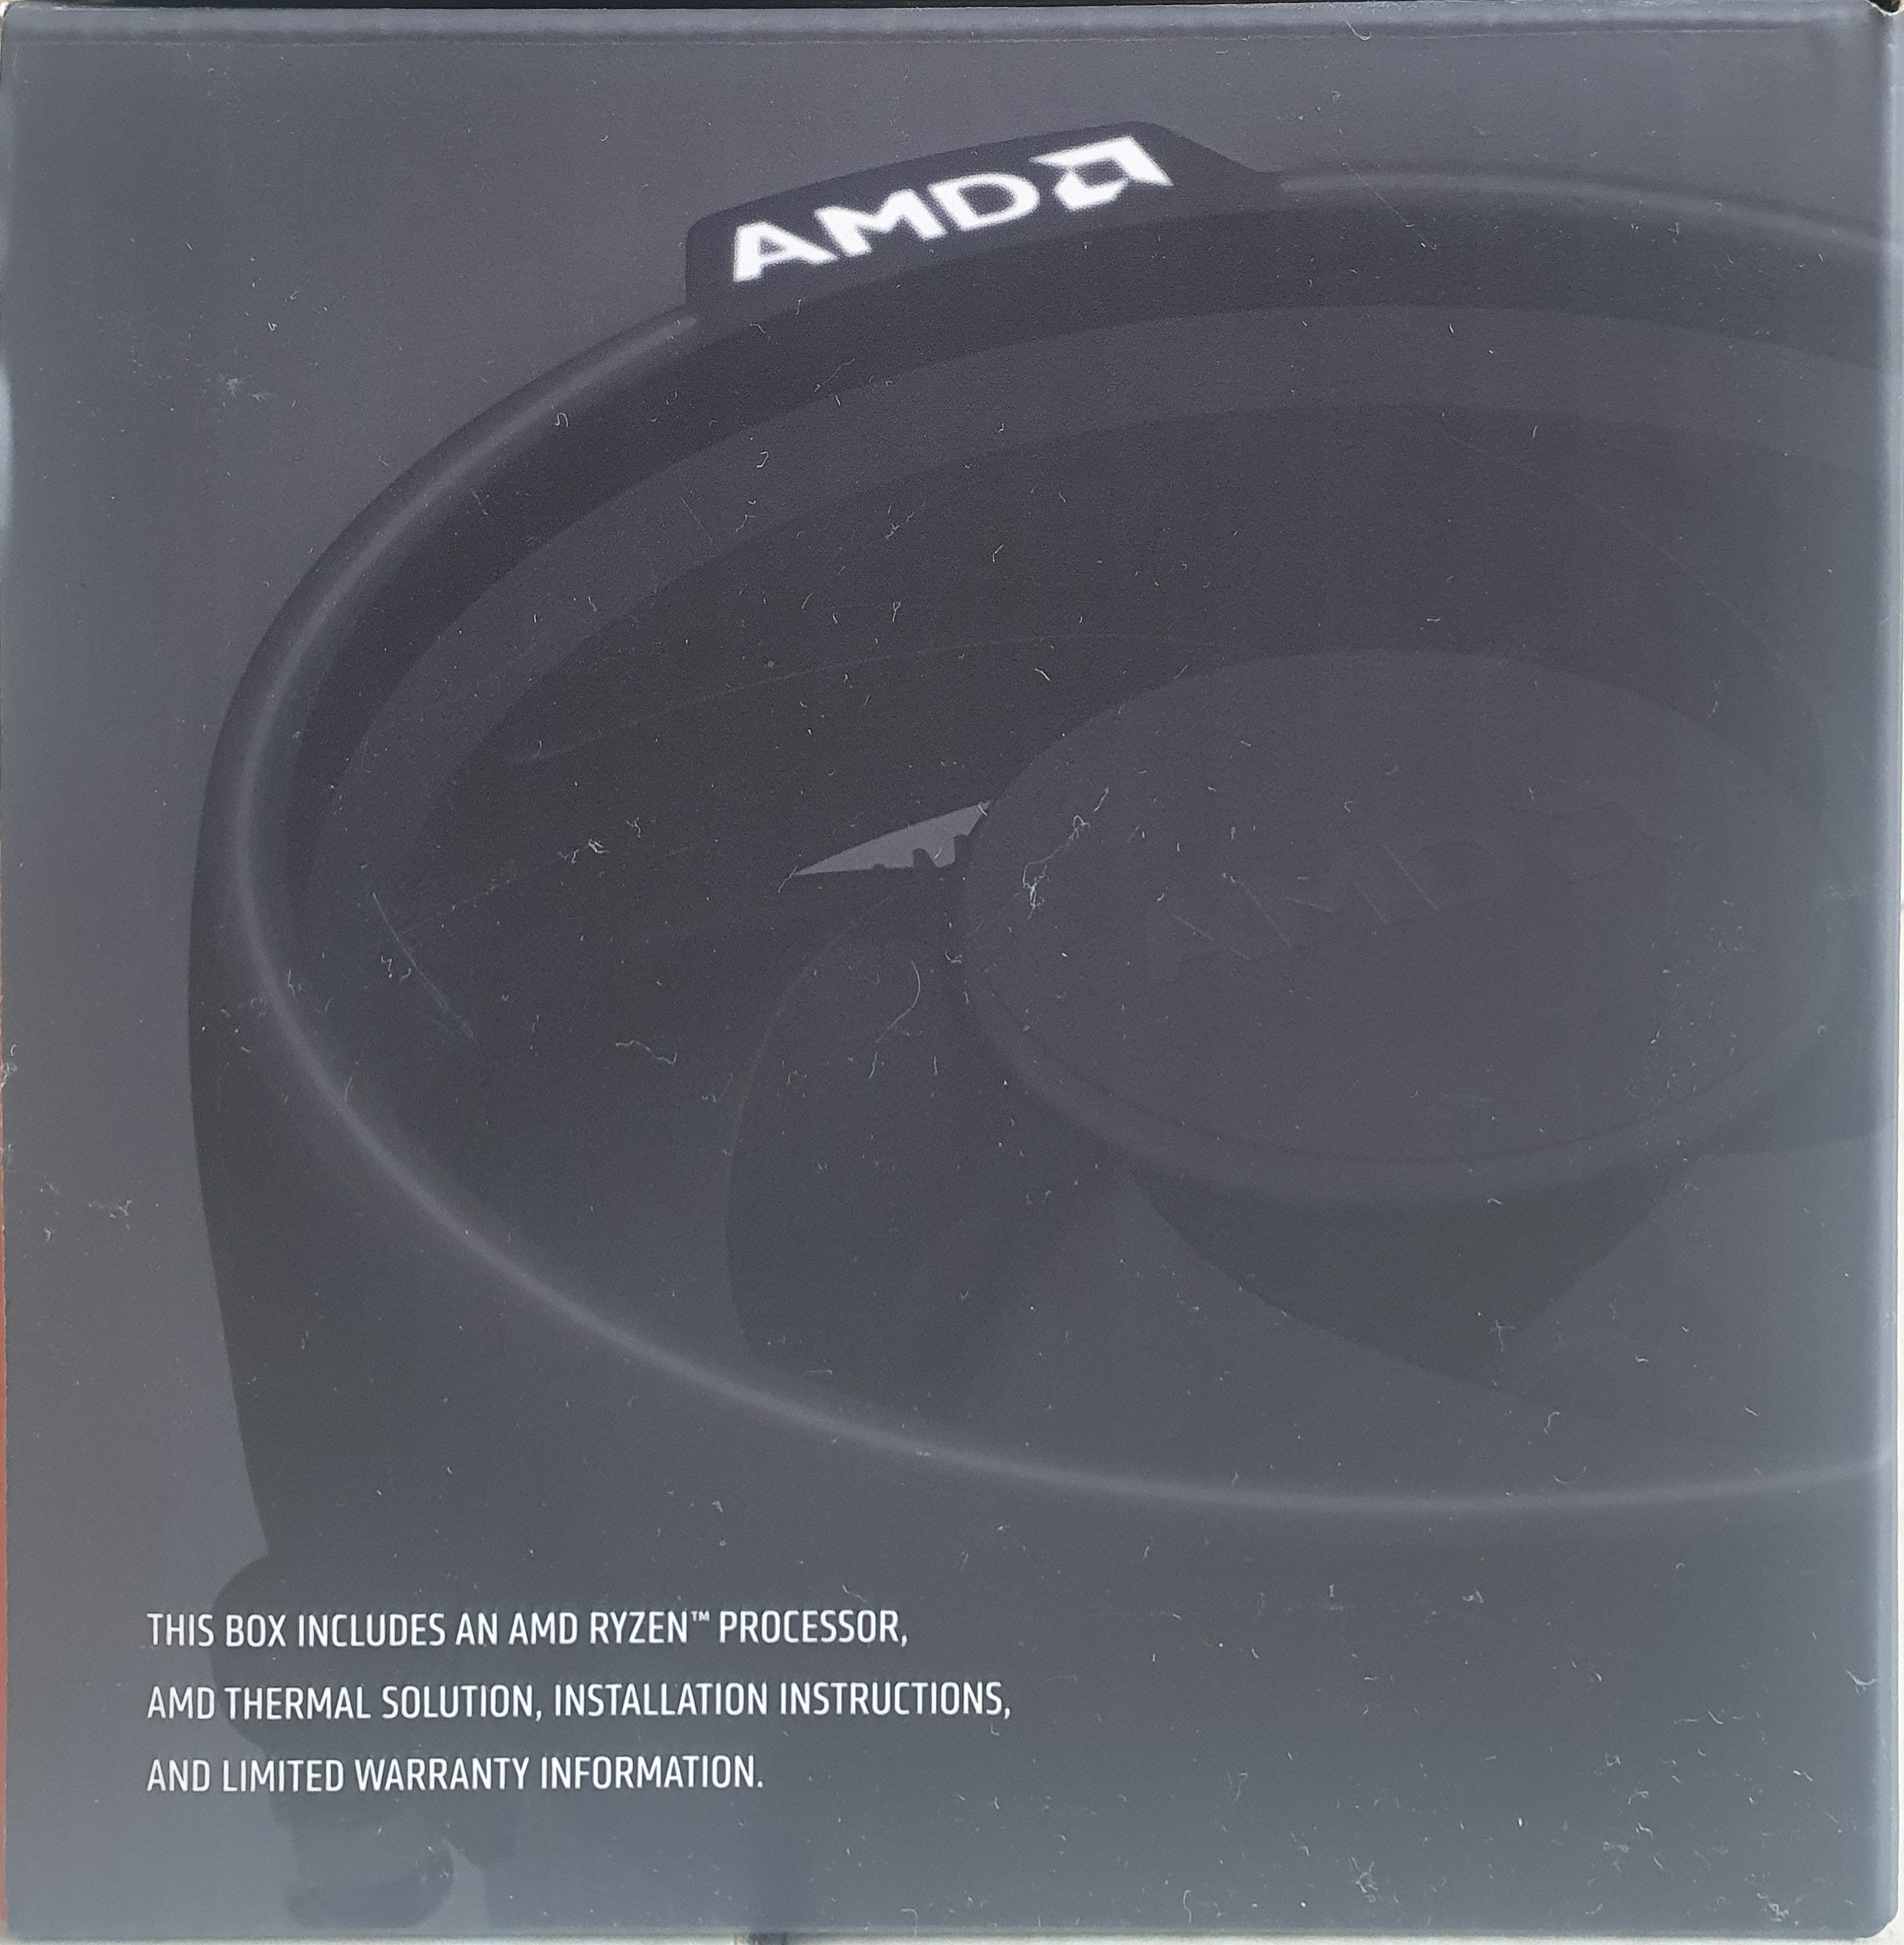 AMD
THIS BOX INCLUDES AN AMD RYZEN™ PROCESSOR,
AMD THERMAL SOLUTION, INSTALLATION INSTRUCTIONS,
AND LIMITED WARRANTY INFORMATION.